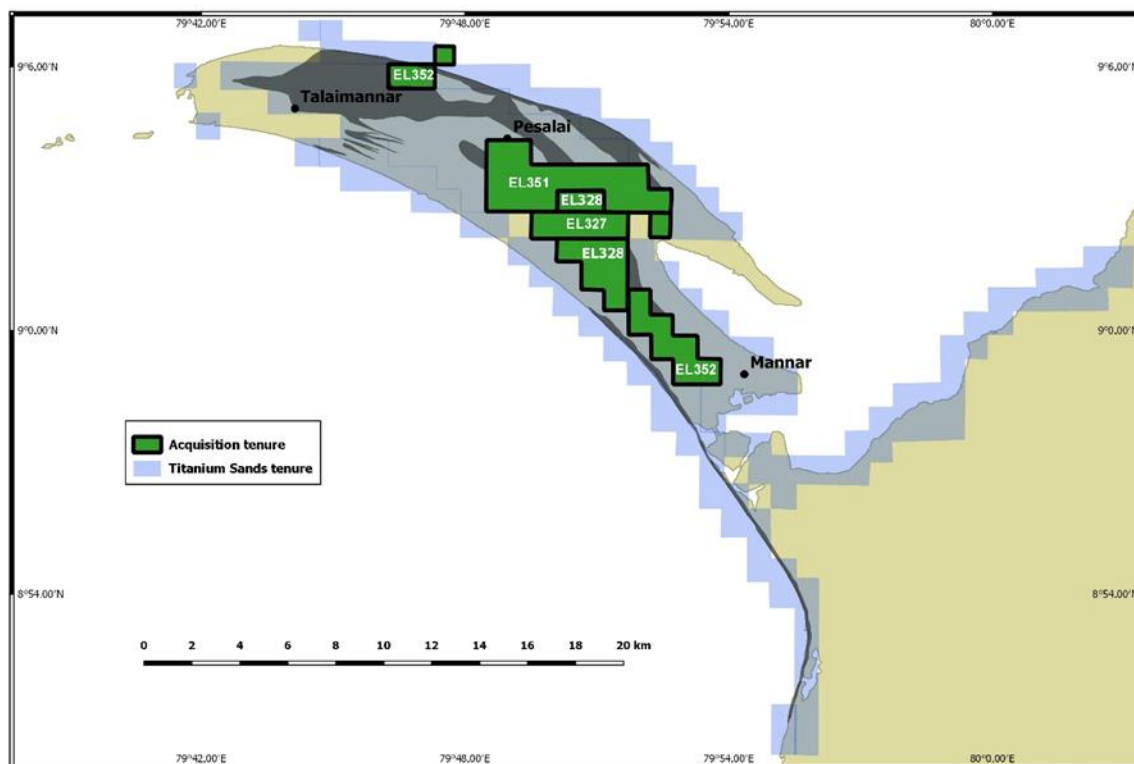 79°42.00'E 79°48.00'E 79°54.00'E 80°0.00'E
9°6.00'N 9°6.00'N
EL352
Talaimannar
Pesalai
EL351
EL328
EL327
EL328
9°0.00'N 9°0.00'N
Mannar
EL352
Acquisition tenure
Titanium Sands tenure
8°54.00'N 8°54.00'N
0 2 4 6 8 10 12 14 16 18 20 km
79°42.00'E 79°48.00'E 79°54.00'E 80°0.00'E